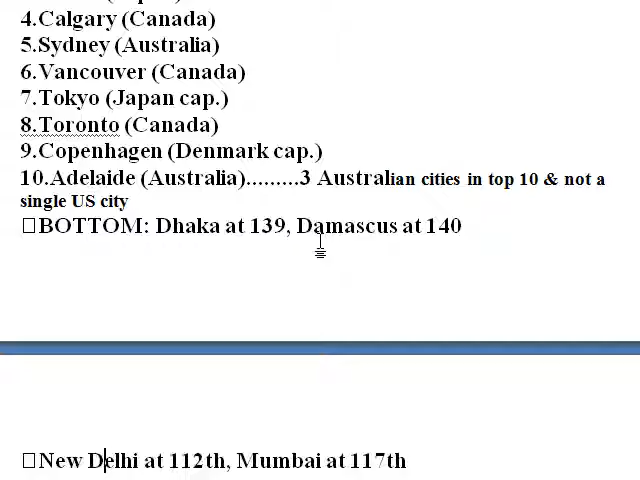 4.Calgary (Canada)
5.Sydney (Australia)
6.Vancouver (Canada)
7.Tokyo (Japan cap.)
8.Toronto (Canada)
9.Copenhagen (Denmark cap.)
10.Adelaide (Australia).........3 Australian cities in top 10 & not a
single US city
□BOTTOM: Dhaka at 139, Damascus at 140
□New Delhi at 112th, Mumbai at 117th